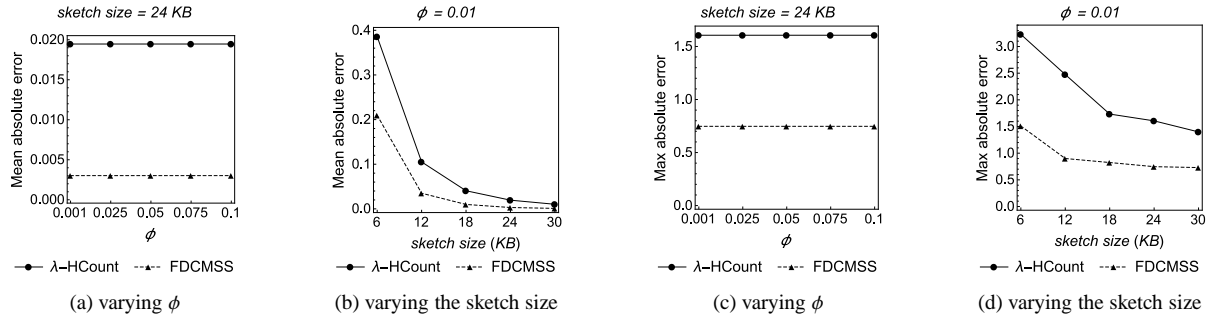 sketch size = 24 KB
Mean absolute error
0.020
0.015
0.010
0.005
0.000
0.001 0.025 0.05 0.075 0.1
ϕ
λ−HCount FDCMSS
(a) varying ϕ
ϕ = 0.01
Mean absolute error
0.4
0.3
0.2
0.1
0.0
6 12 18 24 30
sketch size (KB)
λ−HCount FDCMSS
(b) varying the sketch size
sketch size = 24 KB
Max absolute error
1.5
1.0
0.5
0.0
0.001 0.025 0.05 0.075 0.1
ϕ
λ−HCount FDCMSS
(c) varying ϕ
ϕ = 0.01
Max absolute error
3.0
2.5
2.0
1.5
1.0
0.5
0.0
6 12 18 24 30
sketch size (KB)
λ−HCount FDCMSS
(d) varying the sketch size